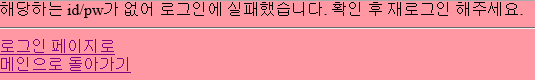 해당하는 id/pw가 없어 로그인에 실패했습니다. 확인 후 재로그인 해주세요.
로그인 페이지로
메인으로 돌아가기